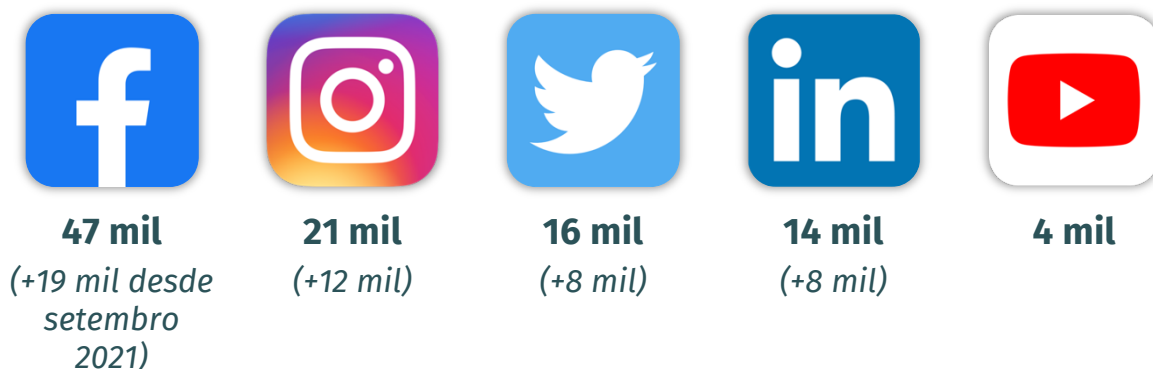 in
47 mil
(+19 mil desde
setembro
2021)
21 mil
(+12 mil)
16 mil
(+8 mil)
14 mil
(+8 mil)
4 mil